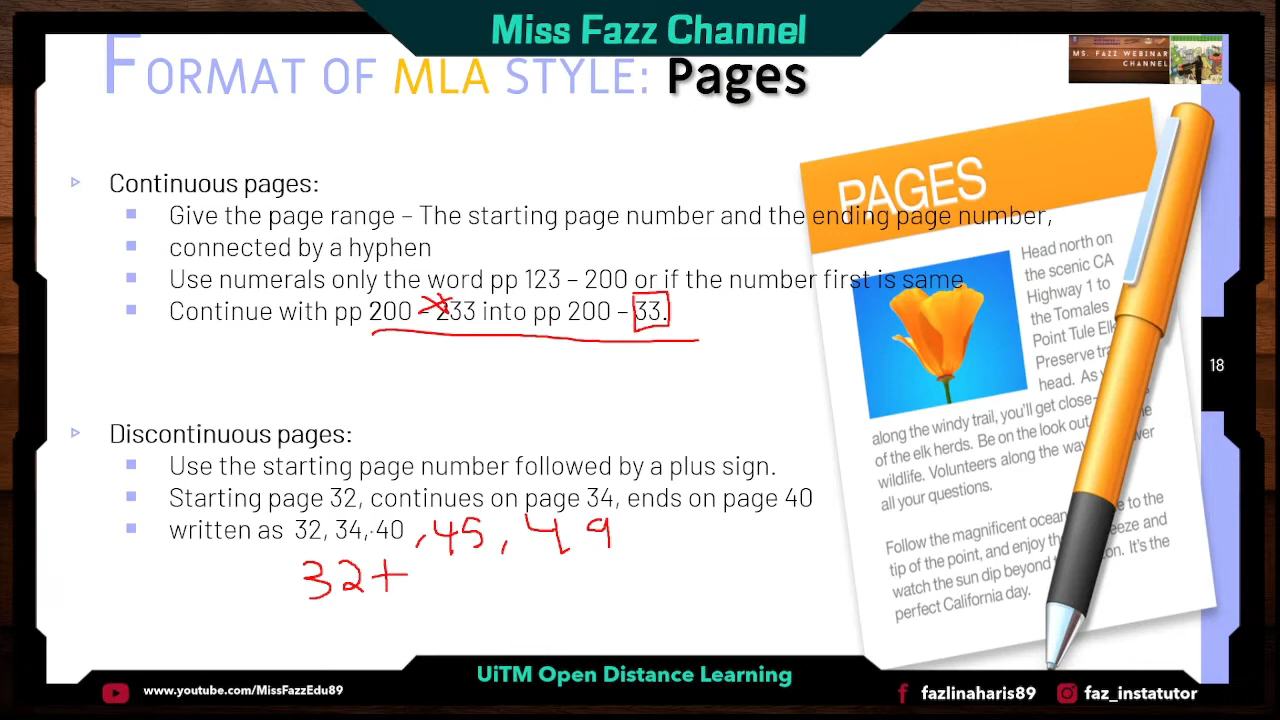 Miss Fazz Channel
FORMAT OF MLA STYLE: Pages
MS. FAZZ WEBINAR
CHANNEL
Continuous pages:
Give the page range – The starting page number and the ending page number,
connected by a hyphen
Use numerals only the word pp 123 – 200 or if the number first is same
Continue with pp 200 - 233 into pp 200 – 33.
Discontinuous pages:
Use the starting page number followed by a plus sign.
Starting page 32, continues on page 34, ends on page 40
written as 32, 34, 40 , 45, 49
32+
PAGES
Head north on
the scenic CA
Highway 1 to
the Tomales
Point Tule Elk
Preserve
head. As
along the windy trail, you'll get close-
of the elk herds. Be on the look out
wildlife. Volunteers along the way
all your questions.
Follow the magnificent ocean to the
tip of the point, and enjoy the breeze and
watch the sun dip beyond It's the
perfect California day.
18
UiTM Open Distance Learning
www.youtube.com/MissFazzEdu89
fazlinaharis89
faz_instatutor